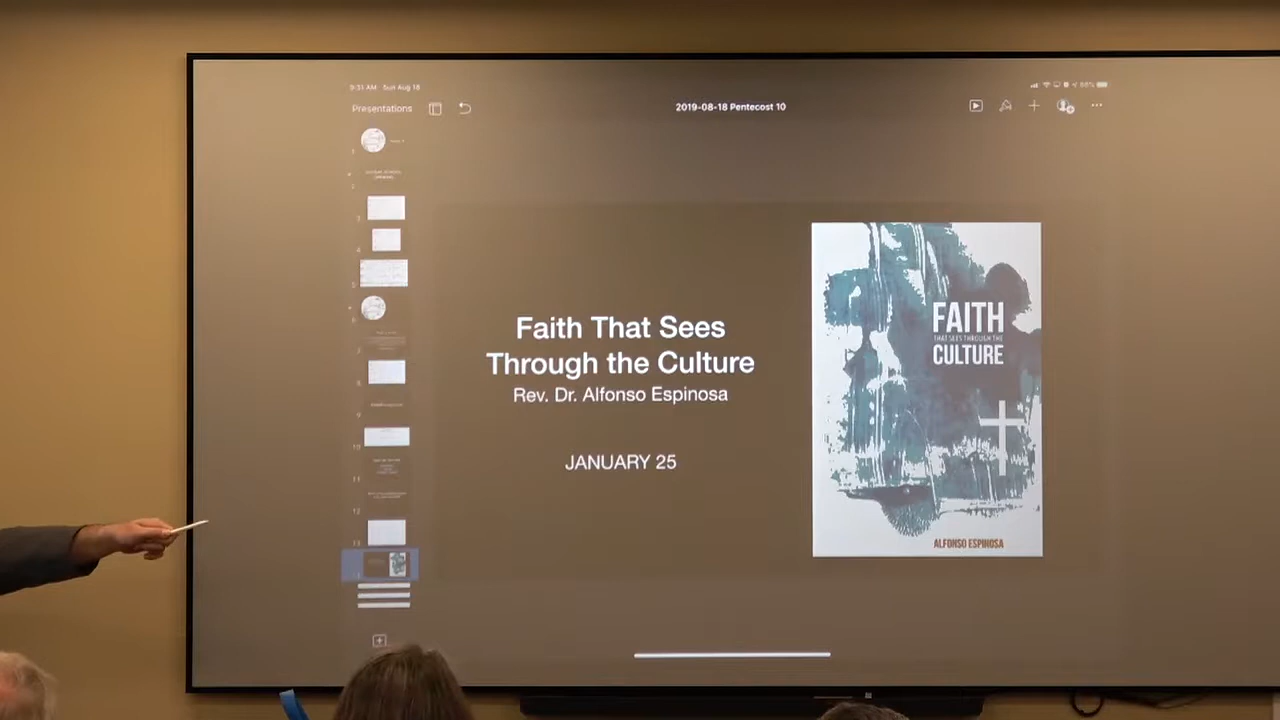 9:31 AM Sun Aug 18
66%
Presentations
2019-08-18 Pentecost 10
Faith That Sees
Through the Culture
Rev. Dr. Alfonso Espinosa
JANUARY 25
FAITH
THAT SEES THROUGH THE
CULTURE
ALFONSO ESPINOSA